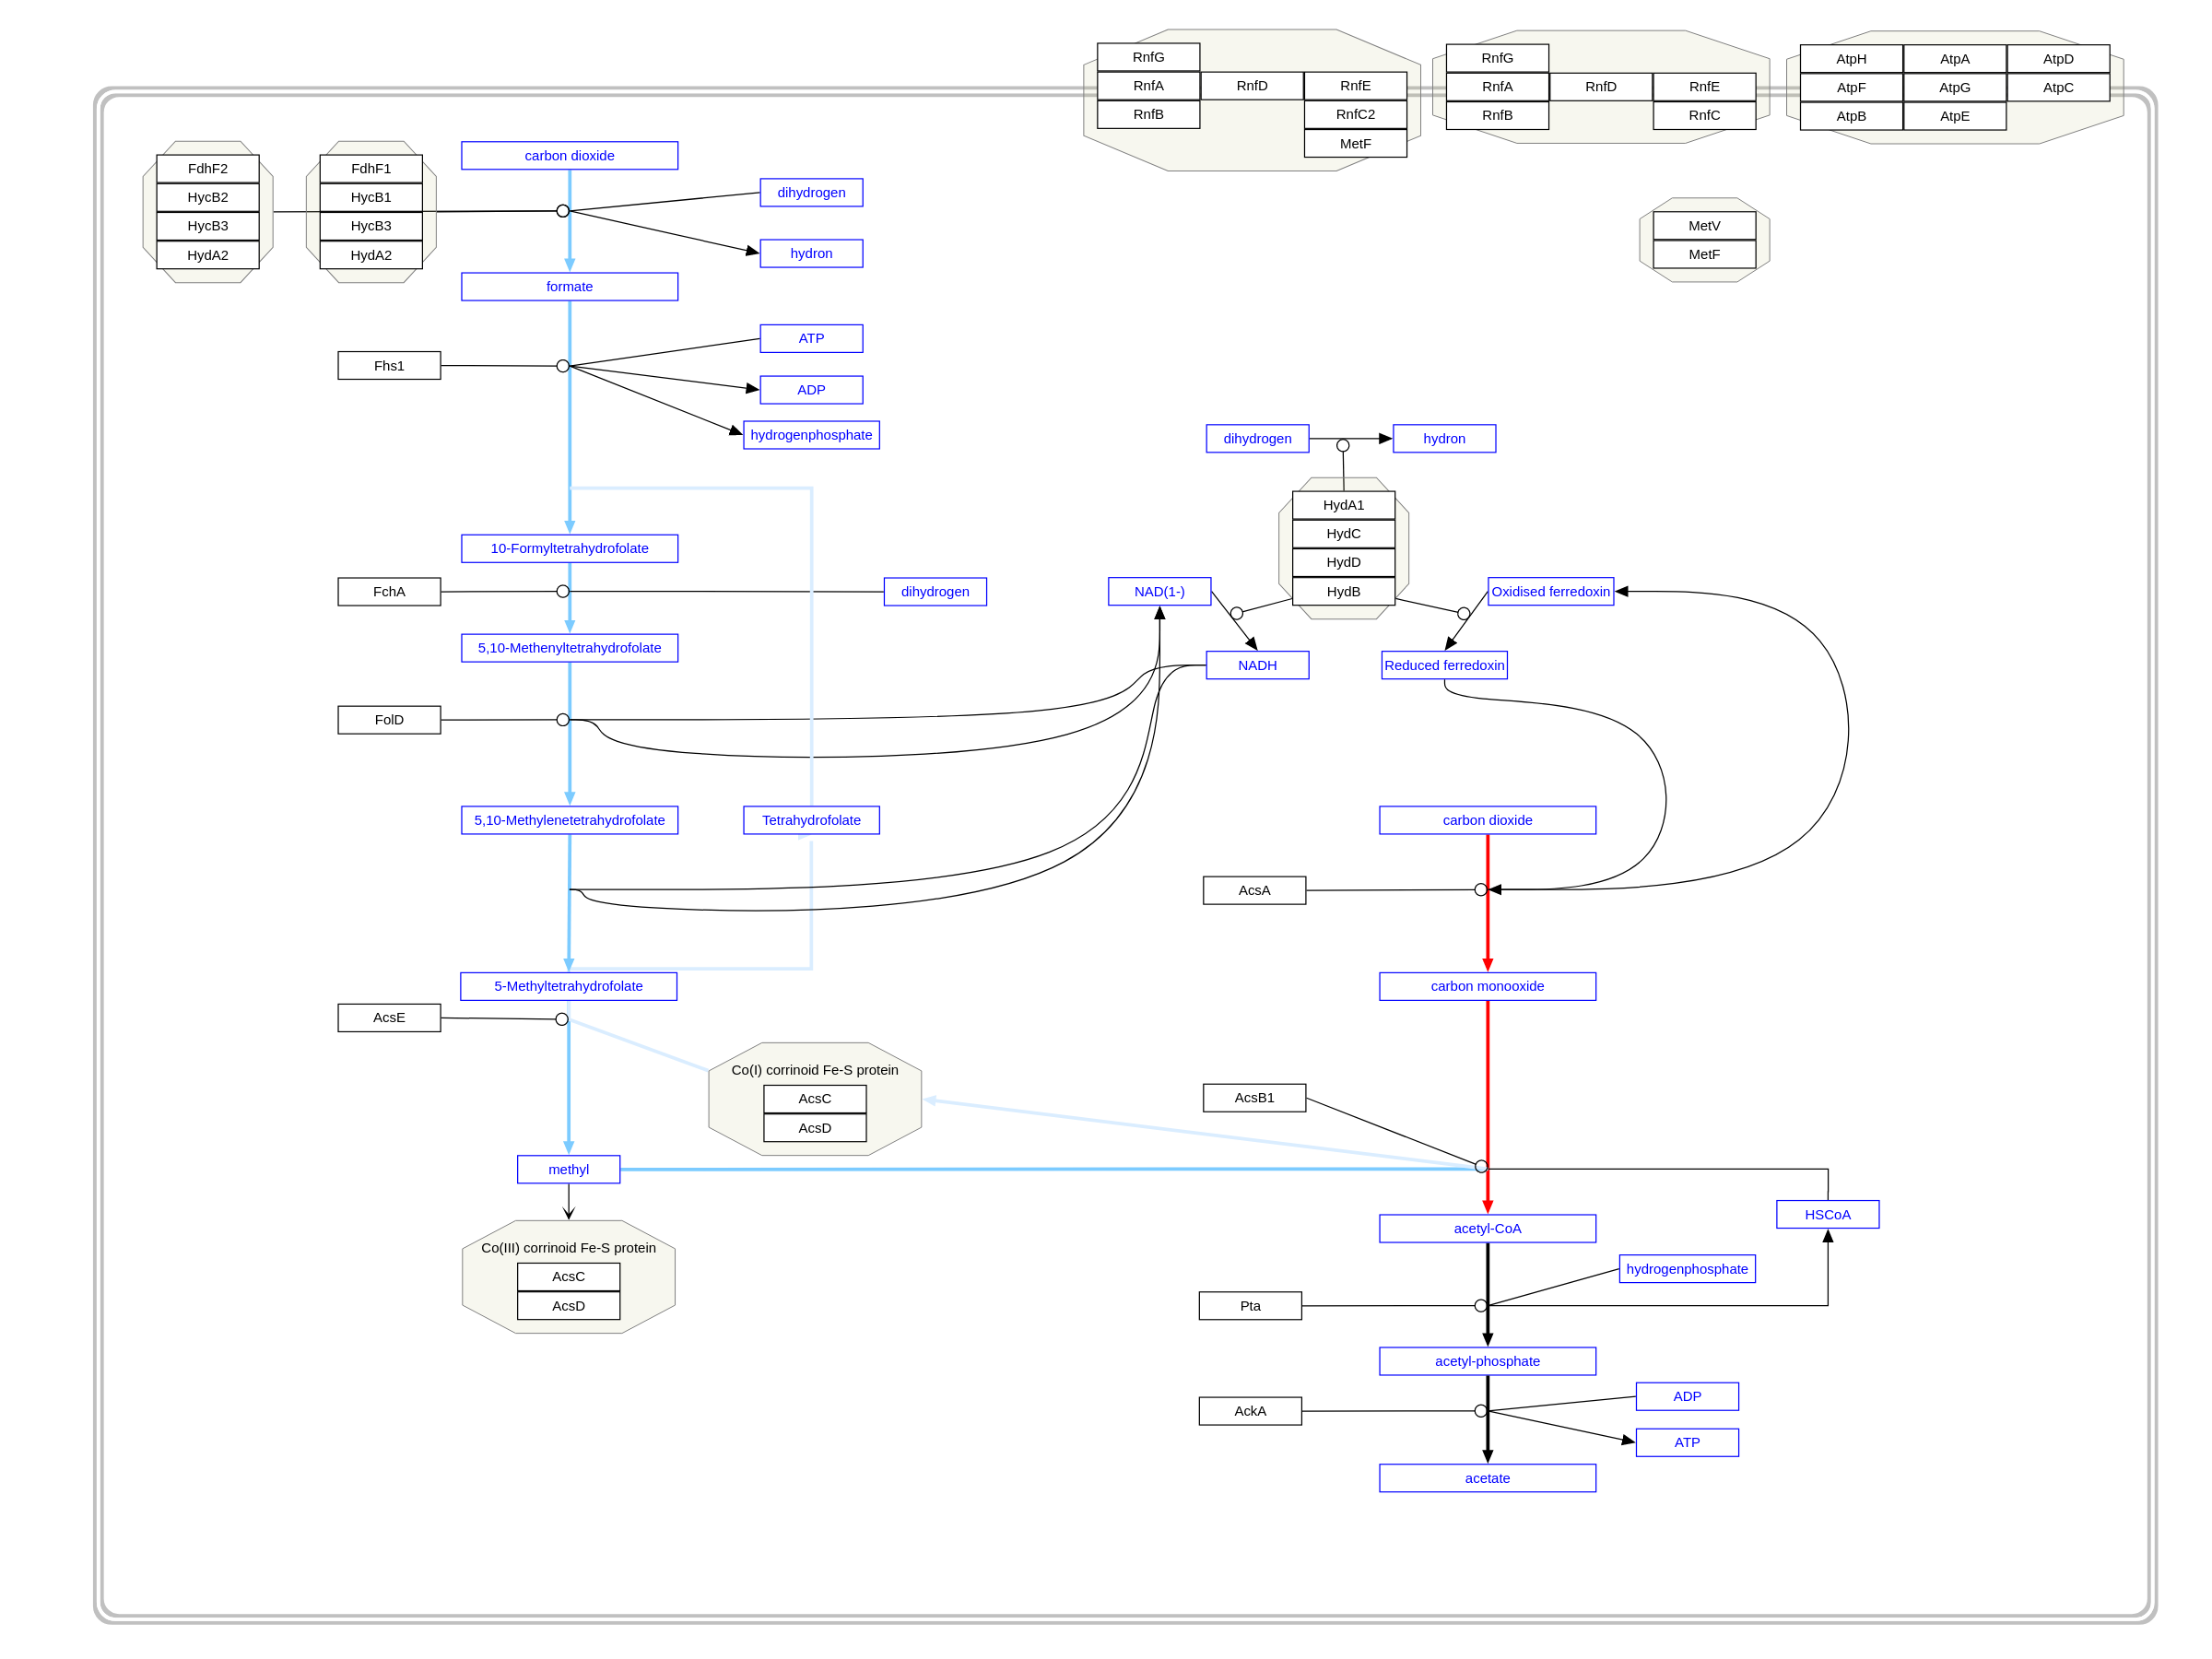 RnfG
RnfA
RnfD
RnfE
RnfB
RnfC2
MetF
RnfG
RnfA
RnfD
RnfE
RnfB
RnfC
AtpH
AtpA
AtpD
AtpF
AtpG
AtpC
AtpB
AtpE
FdhF2
HycB2
HycB3
HydA2
FdhF1
HycB1
HycB3
HydA2
carbon dioxide
dihydrogen
hydron
formate
MetV
MetF
ATP
Fhs1
ADP
hydrogenphosphate
dihydrogen
hydron
HydA1
HydC
HydD
HydB
10-Formyltetrahydrofolate
FchA
dihydrogen
NAD(1-)
Oxidised ferredoxin
5,10-Methenyltetrahydrofolate
NADH
Reduced ferredoxin
FolD
5,10-Methylenetetrahydrofolate
Tetrahydrofolate
carbon dioxide
AcsA
5-Methyltetrahydrofolate
carbon monooxide
AcsE
Co(I) corrinoid Fe-S protein
AcsC
AcsD
AcsB1
methyl
HSCoA
acetyl-CoA
Co(III) corrinoid Fe-S protein
AcsC
AcsD
hydrogenphosphate
Pta
acetyl-phosphate
ADP
AckA
ATP
acetate